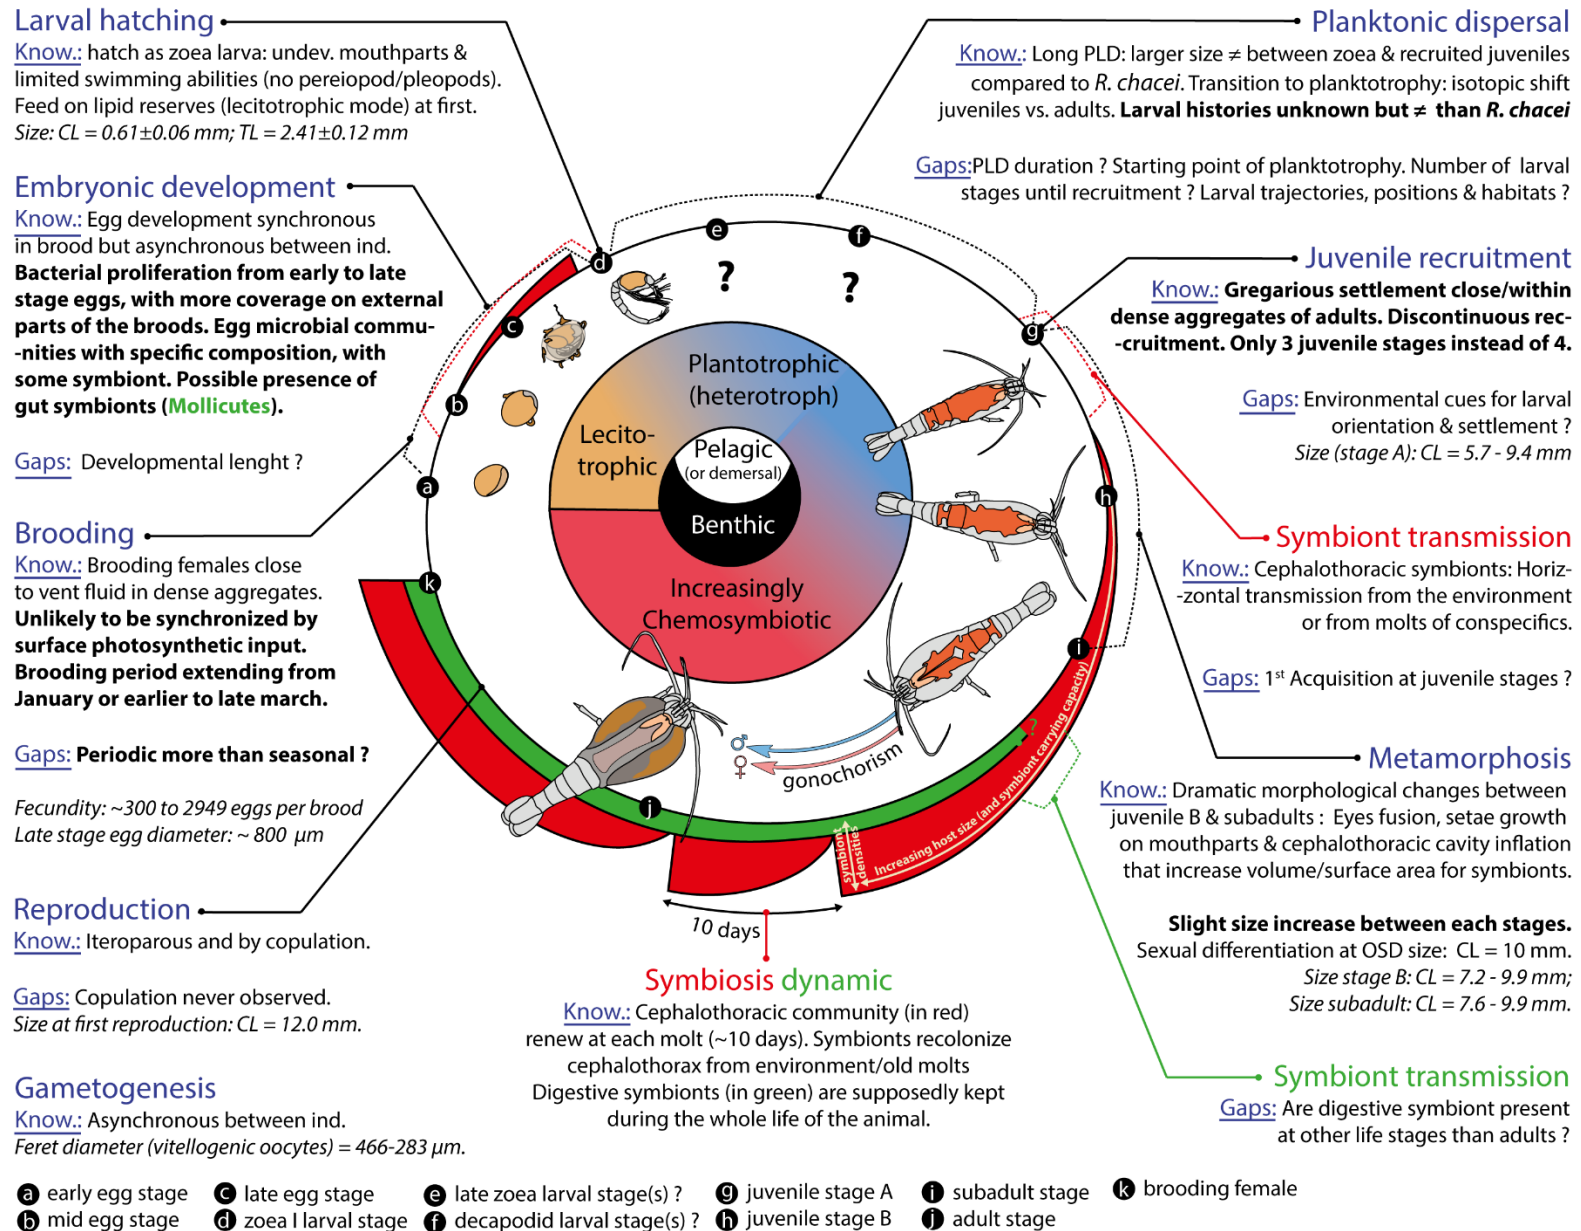 Larval hatching
Know.: hatch as zoea larva: undev. mouthparts &
limited swimming abilities (no pereiopod/pleopods).
Feed on lipid reserves (lecitotrophic mode) at first.
Size: CL = 0.61±0.06 mm; TL = 2.41±0.12 mm
Embryonic development
Know.: Egg development synchronous
in brood but asynchronous between ind.
Bacterial proliferation from early to late
stage eggs, with more coverage on external
parts of the broods. Egg microbial commu-
-nities with specific composition, with
some symbiont. Possible presence of
gut symbionts (Mollicutes).
Gaps: Developmental lenght ?
Brooding
Know.: Brooding females close
to vent fluid in dense aggregates.
Unlikely to be synchronized by
surface photosynthetic input.
Brooding period extending from
January or earlier to late march.
Gaps: Periodic more than seasonal ?
Fecundity: ~300 to 2949 eggs per brood
Late stage egg diameter: ~ 800 µm
Reproduction
Know.: Iteroparous and by copulation.
Gaps: Copulation never observed.
Size at first reproduction: CL = 12.0 mm.
Gametogenesis
Know.: Asynchronous between ind.
Feret diameter (vitellogenic oocytes) = 466-283 µm.
Planktonic dispersal
Know.: Long PLD: larger size ≠ between zoea & recruited juveniles
compared to R. chacei. Transition to planktotrophy: isotopic shift
juveniles vs. adults. Larval histories unknown but ≠ than R. chacei
Gaps:PLD duration ? Starting point of planktotrophy. Number of larval
stages until recruitment ? Larval trajectories, positions & habitats ?
Juvenile recruitment
Know.: Gregarious settlement close/within
dense aggregates of adults. Discontinuous rec-
-cruitment. Only 3 juvenile stages instead of 4.
Gaps: Environmental cues for larval
orientation & settlement ?
Size (stage A): CL = 5.7 - 9.4 mm
Symbiont transmission
Know.: Cephalothoracic symbionts: Horiz-
-zontal transmission from the environment
or from molts of conspecifics.
Gaps: 1st Acquisition at juvenile stages ?
Metamorphosis
Know.: Dramatic morphological changes between
juvenile B & subadults : Eyes fusion, setae growth
on mouthparts & cephalothoracic cavity inflation
that increase volume/surface area for symbionts.
Slight size increase between each stages.
Sexual differentiation at OSD size: CL = 10 mm.
Size stage B: CL = 7.2 - 9.9 mm;
Size subadult: CL = 7.6 - 9.9 mm.
Symbiont transmission
Gaps: Are digestive symbiont present
at other life stages than adults ?
a
b
c
d
e
f
g
h
i
j
k
?
?
Plantotrophic
(heterotroph)
Lecito-
trophic
Pelagic
(or demersal)
Benthic
Increasingly
Chemosymbiotic
♂
♀
gonochorism
?
symbiont
densities
Increasing host size (and symbiont carrying capacity)
10 days
Symbiosis dynamic
Know.: Cephalothoracic community (in red)
renew at each molt (~10 days). Symbionts recolonize
cephalothorax from environment/old molts
Digestive symbionts (in green) are supposedly kept
during the whole life of the animal.
a early egg stage
b mid egg stage
c late egg stage
d zoea I larval stage
e late zoea larval stage(s) ?
f decapodid larval stage(s) ?
g juvenile stage A
h juvenile stage B
i subadult stage
j adult stage
k brooding female